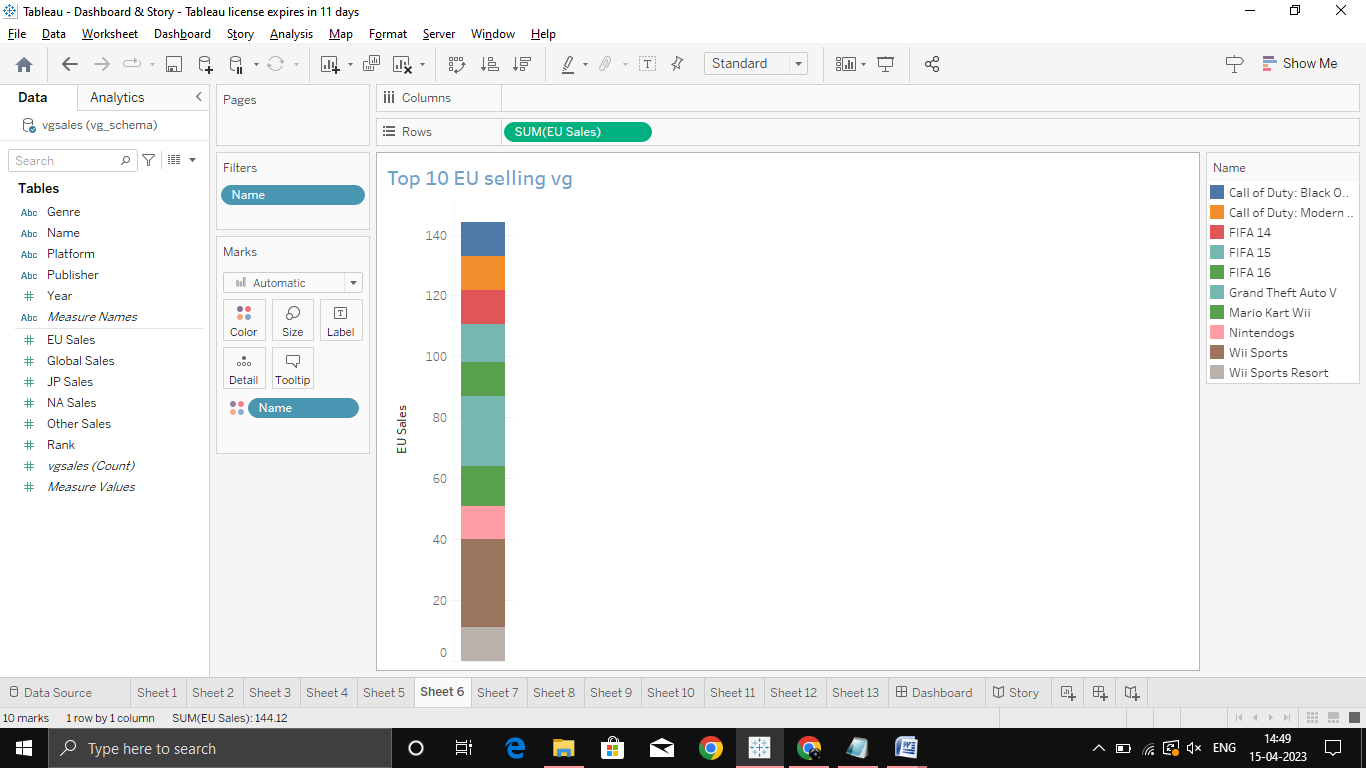 Tableau - Dashboard & Story - Tableau license expires in 11 days
File Data Worksheet Dashboard Story Analysis Map Format Server Window Help
Standard
Show Me
Data Analytics
vgsales (vg_schema)
Search
Tables
Abc Genre
Abc Name
Abc Platform
Abc Publisher
# Year
Abc Measure Names
# EU Sales
# Global Sales
# JP Sales
# NA Sales
# Other Sales
# Rank
# vgsales (Count)
# Measure Values
Pages
Filters
Name
Marks
Automatic
Color Size Label
Detail Tooltip
Name
Columns
Rows SUM(EU Sales)
Top 10 EU selling vg
EU Sales
140
120
100
80
60
40
20
0
Name
Call of Duty: Black O..
Call of Duty: Modern ..
FIFA 14
FIFA 15
FIFA 16
Grand Theft Auto V
Mario Kart Wii
Nintendogs
Wii Sports
Wii Sports Resort
Data Source Sheet 1 Sheet 2 Sheet 3 Sheet 4 Sheet 5 Sheet 6 Sheet 7 Sheet 8 Sheet 9 Sheet 10 Sheet 11 Sheet 12 Sheet 13 Dashboard Story
10 marks 1 row by 1 column SUM(EU Sales): 144.12
Type here to search
ENG
14:49
15-04-2023